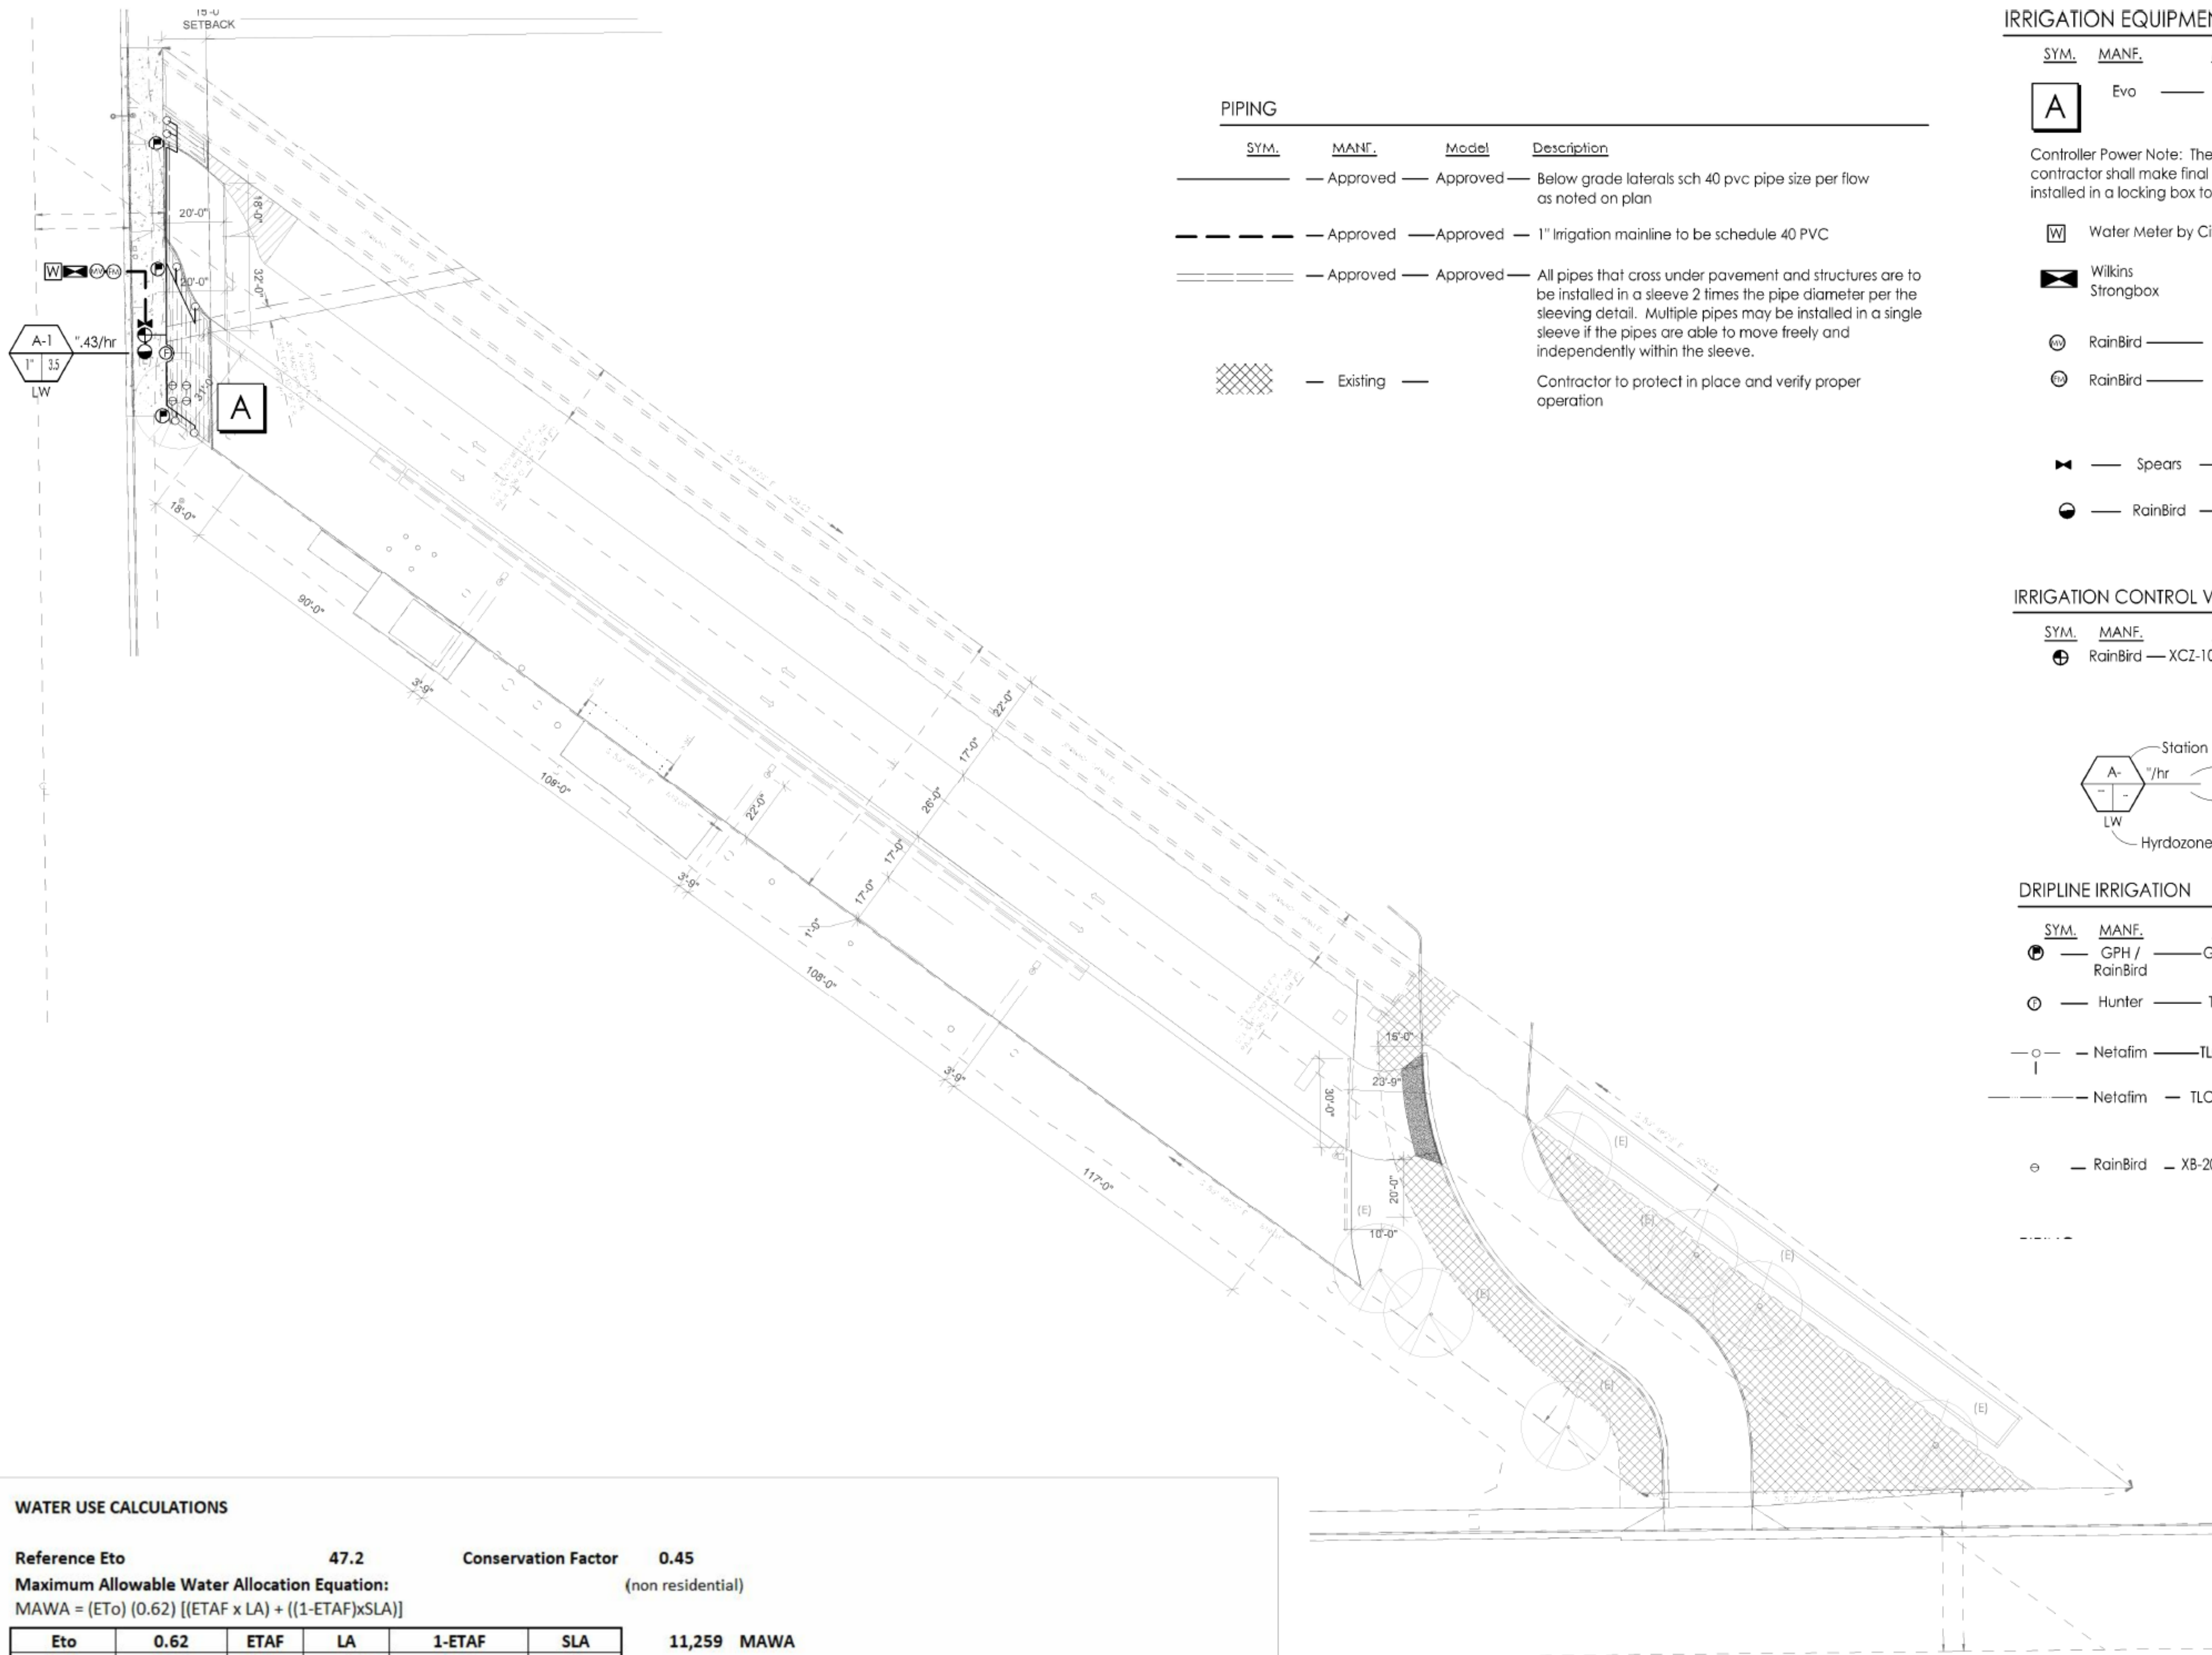 15'-0
SETBACK
20'-0"
18'-0"
20'-0"
32'-0"
W
MV
FM
A-1
".43/hr
1"
3.5
LW
F
31'-0"
A
18'-0"
90'-0"
3'-9"
108'-0"
22'-0"
3'-9"
22'-0"
17'-0"
26'-0"
17'-0"
17'-0"
1'-0"
108'-0"
3'-9"
117'-0"
15'-0"
23'-9"
30'-0"
20'-0"
10'-0"
(E)
(E)
(E)
(E)
(E)
(E)
(E)
PIPING
SYM. MANF. Model Description
Approved Approved Below grade laterals sch 40 pvc pipe size per flow
as noted on plan
Approved Approved 1" Irrigation mainline to be schedule 40 PVC
Approved Approved All pipes that cross under pavement and structures are to
be installed in a sleeve 2 times the pipe diameter per the
sleeving detail. Multiple pipes may be installed in a single
sleeve if the pipes are able to move freely and
independently within the sleeve.
Existing Contractor to protect in place and verify proper
operation
IRRIGATION EQUIPMEN
SYM. MANF.
A Evo
Controller Power Note: The
contractor shall make final
installed in a locking box to
W Water Meter by Ci
Wilkins
Strongbox
MV RainBird
FM RainBird
Spears
RainBird
IRRIGATION CONTROL V
SYM. MANF.
RainBird XCZ-10
Station
A- "/hr
LW
Hyrdozone
DRIPLINE IRRIGATION
SYM. MANF.
GPH / G
RainBird
F Hunter T
Netafim TL
Netafim TLC
RainBird XB-20
WATER USE CALCULATIONS
Reference Eto 47.2 Conservation Factor 0.45
Maximum Allowable Water Allocation Equation: (non residential)
MAWA = (ETo) (0.62) [(ETAF x LA) + ((1-ETAF)xSLA)]
Eto 0.62 ETAF LA 1-ETAF SLA 11,259 MAWA